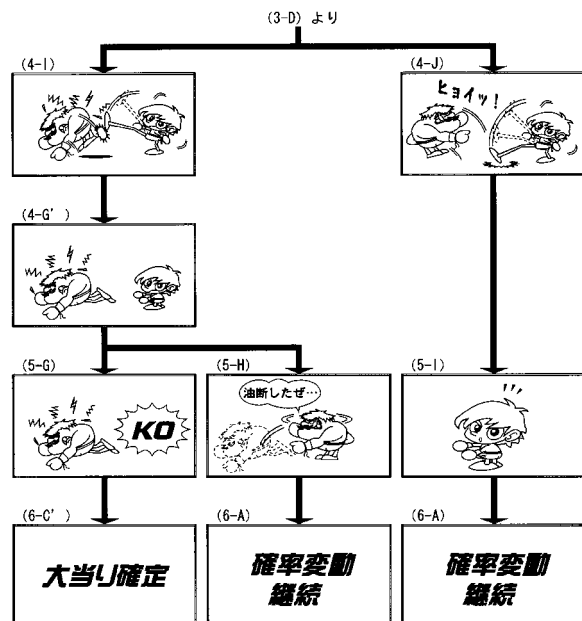 (3-D) より
(4-I)
(4-J)
ヒョイッ!
(4-G')
(5-G)
(5-H)
(5-I)
KO
油断したぜ…
(6-C')
(6-A)
(6-A)
大当り確定
確率変動
継続
確率変動
継続